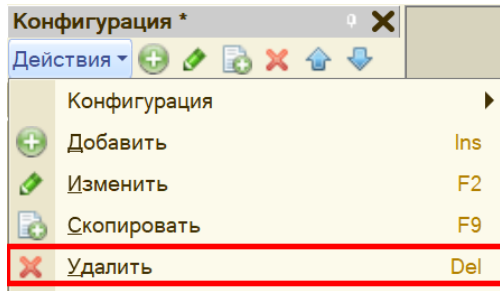 Конфигурация *
Действия
Конфигурация
Добавить Ins
Изменить F2
Скопировать F9
Удалить Del